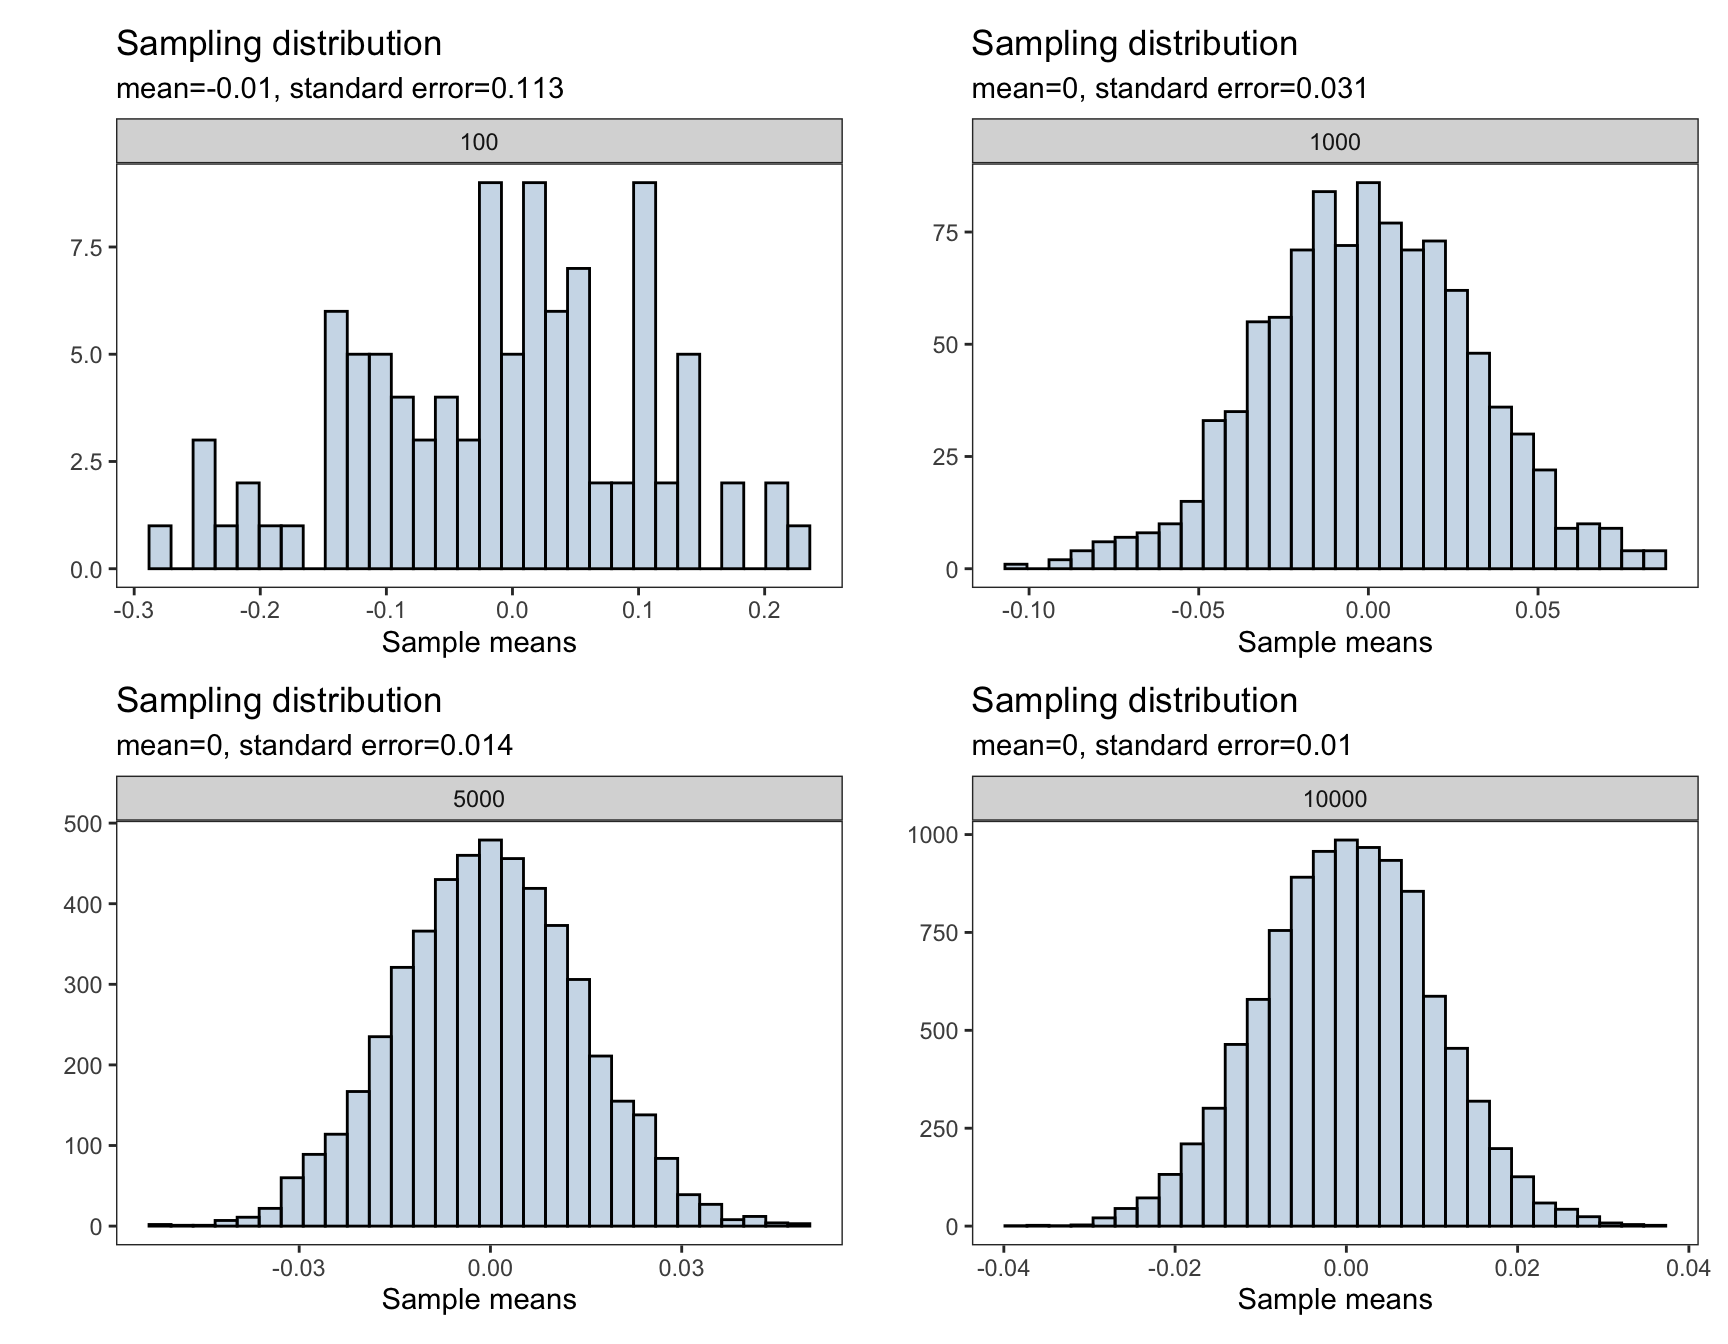 Sampling distribution
mean=-0.01, standard error=0.113
100
7.5
5.0
2.5
0.0
-0.3 -0.2 -0.1 0.0 0.1 0.2
Sample means
Sampling distribution
mean=0, standard error=0.031
1000
75
50
25
0
-0.10 -0.05 0.00 0.05
Sample means
Sampling distribution
mean=0, standard error=0.014
5000
500
400
300
200
100
0
-0.03 0.00 0.03
Sample means
Sampling distribution
mean=0, standard error=0.01
10000
1000
750
500
250
0
-0.04 -0.02 0.00 0.02 0.04
Sample means